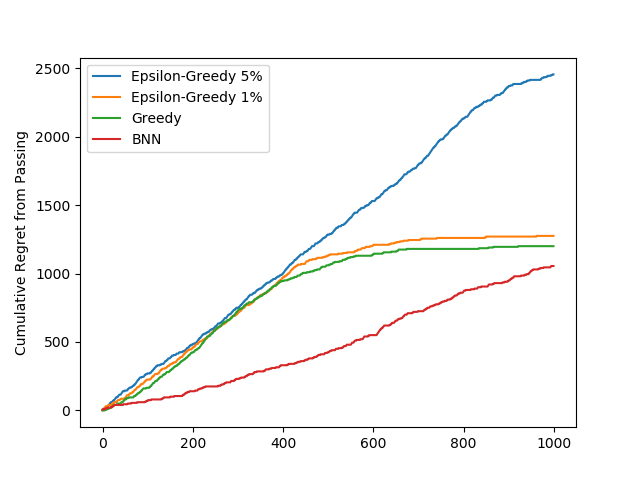 Epsilon-Greedy 5%
Epsilon-Greedy 1%
Greedy
BNN
Cumulative Regret from Passing
2500
2000
1500
1000
500
0
0 200 400 600 800 1000